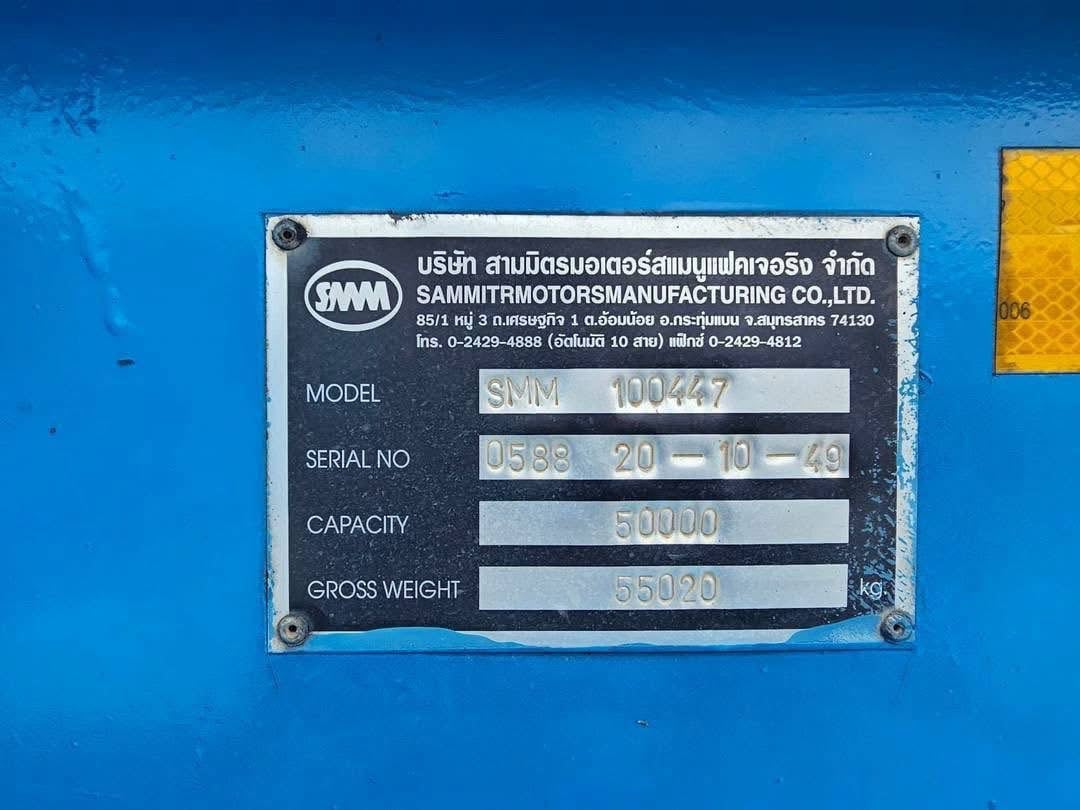 SMM
บริษัท สามมิตรมอเตอร์สแมนูแฟคเจอริง จำกัด
SAMMITRMOTORSMANUFACTURING CO.,LTD.
85/1 หมู่ 3 ถ.เศรษฐกิจ 1 ต.อ้อมน้อย อ.กระทุ่มแบน จ.สมุทรสาคร 74130
โทร. 0-2429-4888 (อัตโนมัติ 10 สาย) แฟ็กซ์ 0-2429-4812
006
MODEL SMM 100447
SERIAL NO 0588 20-10-49
CAPACITY 50000
GROSS WEIGHT 55020 kg.